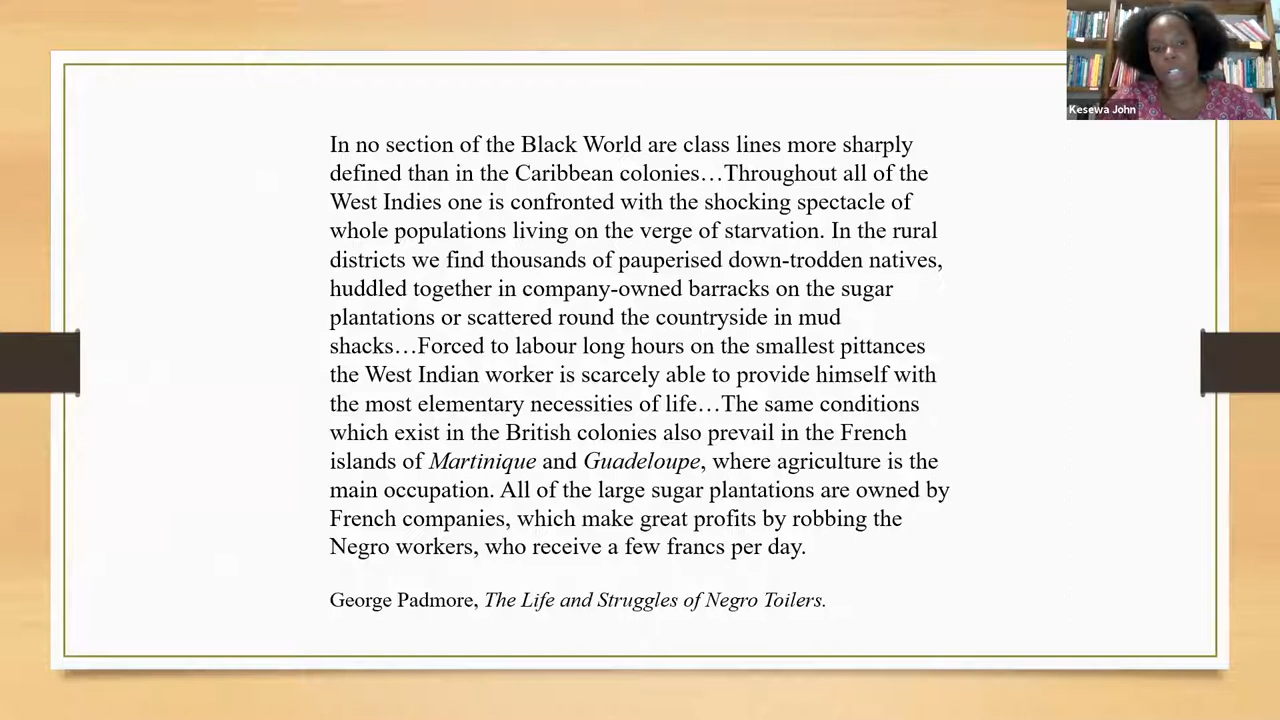 Kesewa John
In no section of the Black World are class lines more sharply
defined than in the Caribbean colonies…Throughout all of the
West Indies one is confronted with the shocking spectacle of
whole populations living on the verge of starvation. In the rural
districts we find thousands of pauperised down-trodden natives,
huddled together in company-owned barracks on the sugar
plantations or scattered round the countryside in mud
shacks…Forced to labour long hours on the smallest pittances
the West Indian worker is scarcely able to provide himself with
the most elementary necessities of life…The same conditions
which exist in the British colonies also prevail in the French
islands of Martinique and Guadeloupe, where agriculture is the
main occupation. All of the large sugar plantations are owned by
French companies, which make great profits by robbing the
Negro workers, who receive a few francs per day.
George Padmore, The Life and Struggles of Negro Toilers.